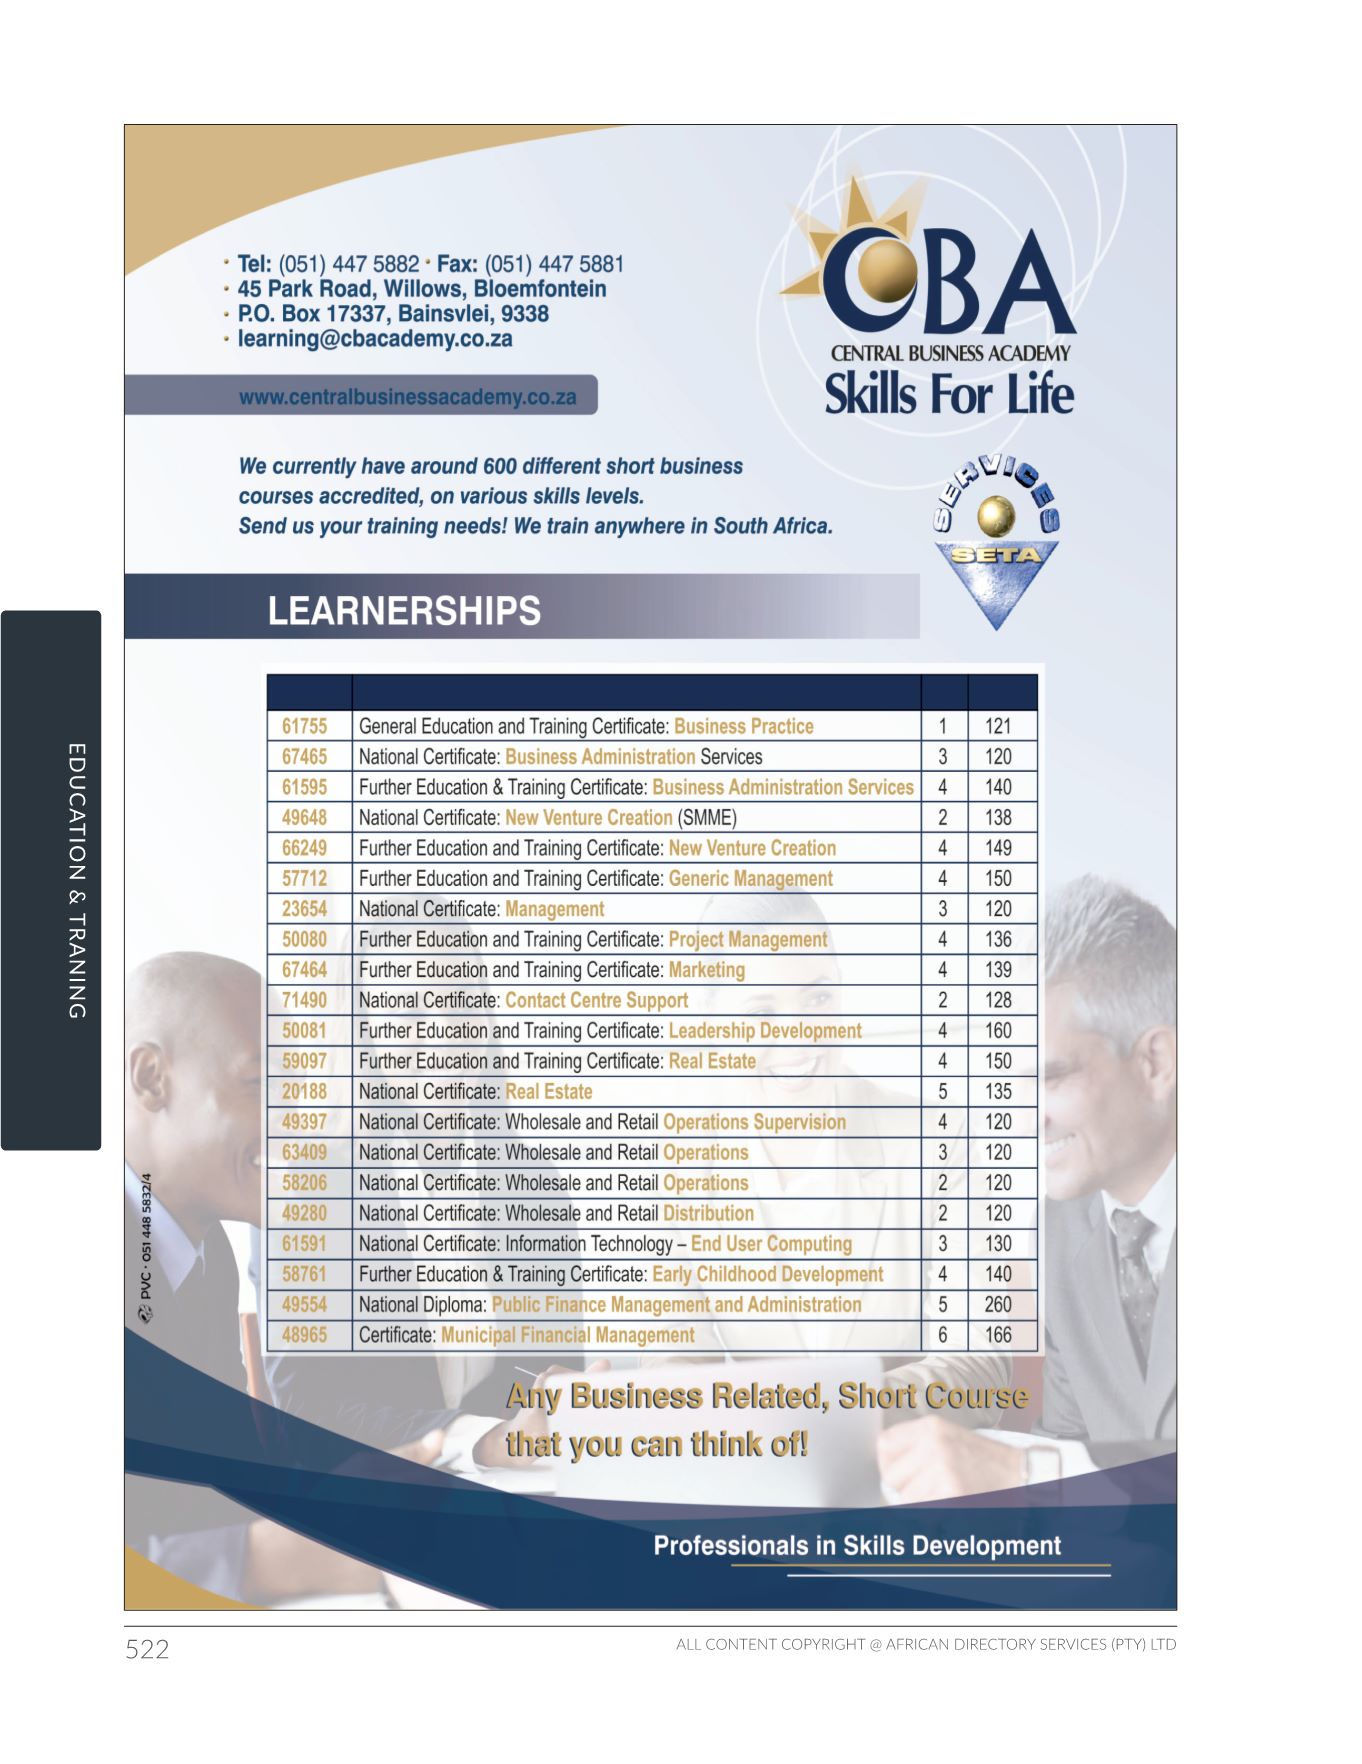 Tel: (051) 447 5882 • Fax: (051) 447 5881
45 Park Road, Willows, Bloemfontein
P.O. Box 17337, Bainsvlei, 9338
learning@cbacademy.co.za
www.centralbusinessacademy.co.za
CBA
CENTRAL BUSINESS ACADEMY
Skills For Life
We currently have around 600 different short business
courses accredited, on various skills levels.
Send us your training needs! We train anywhere in South Africa.
SERVICES
SETA
LEARNERSHIPS
61755 General Education and Training Certificate: Business Practice 1 121
67465 National Certificate: Business Administration Services 3 120
61595 Further Education & Training Certificate: Business Administration Services 4 140
49648 National Certificate: New Venture Creation (SMME) 2 138
66249 Further Education and Training Certificate: New Venture Creation 4 149
57712 Further Education and Training Certificate: Generic Management 4 150
23654 National Certificate: Management 3 120
50080 Further Education and Training Certificate: Project Management 4 136
67464 Further Education and Training Certificate: Marketing 4 139
71490 National Certificate: Contact Centre Support 2 128
50081 Further Education and Training Certificate: Leadership Development 4 160
59097 Further Education and Training Certificate: Real Estate 4 150
20188 National Certificate: Real Estate 5 135
49397 National Certificate: Wholesale and Retail Operations Supervision 4 120
63409 National Certificate: Wholesale and Retail Operations 3 120
58206 National Certificate: Wholesale and Retail Operations 2 120
49280 National Certificate: Wholesale and Retail Distribution 2 120
61591 National Certificate: Information Technology – End User Computing 3 130
58761 Further Education & Training Certificate: Early Childhood Development 4 140
49554 National Diploma: Public Finance Management and Administration 5 260
48965 Certificate: Municipal Financial Management 6 166
Any Business Related, Short Course
that you can think of!
Professionals in Skills Development
PVC • 051 448 5832/4
EDUCATION & TRANING
522
ALL CONTENT COPYRIGHT @ AFRICAN DIRECTORY SERVICES (PTY) LTD